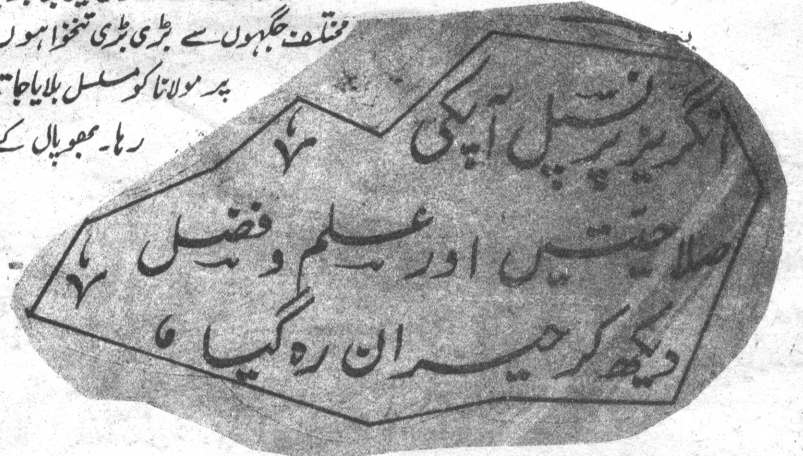 مختلف جگہوں سے بڑی بڑی تنخواہوں
پر مولانا کو مسلسل بلایا جاتا
رہا۔ بھوپال کے
انگریز پرنسپل آپکی
صلاحیتیں اور علم و فضل
دیکھ کر حیران رہ گیا